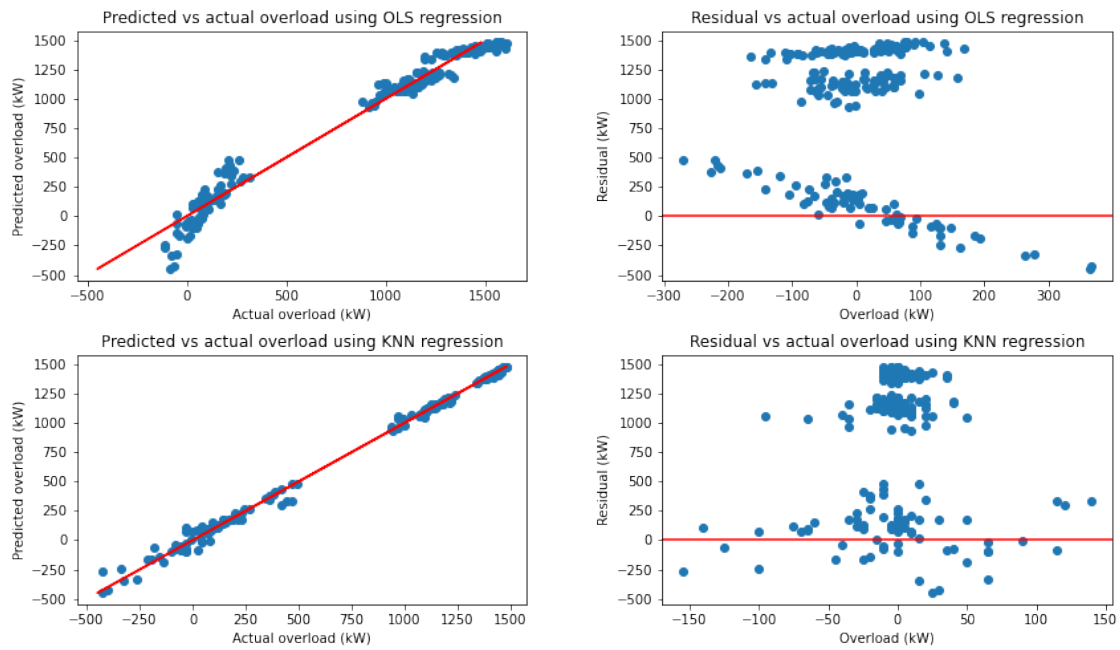 Predicted vs actual overload using OLS regression
Predicted overload (kW)
1500
1250
1000
750
500
250
0
−250
−500
−500 0 500 1000 1500
Actual overload (kW)
Residual vs actual overload using OLS regression
Residual (kW)
1500
1250
1000
750
500
250
0
−250
−500
−300 −200 −100 0 100 200 300
Overload (kW)
Predicted vs actual overload using KNN regression
Predicted overload (kW)
1500
1250
1000
750
500
250
0
−250
−500
−500 −250 0 250 500 750 1000 1250 1500
Actual overload (kW)
Residual vs actual overload using KNN regression
Residual (kW)
1500
1250
1000
750
500
250
0
−250
−500
−150 −100 −50 0 50 100 150
Overload (kW)